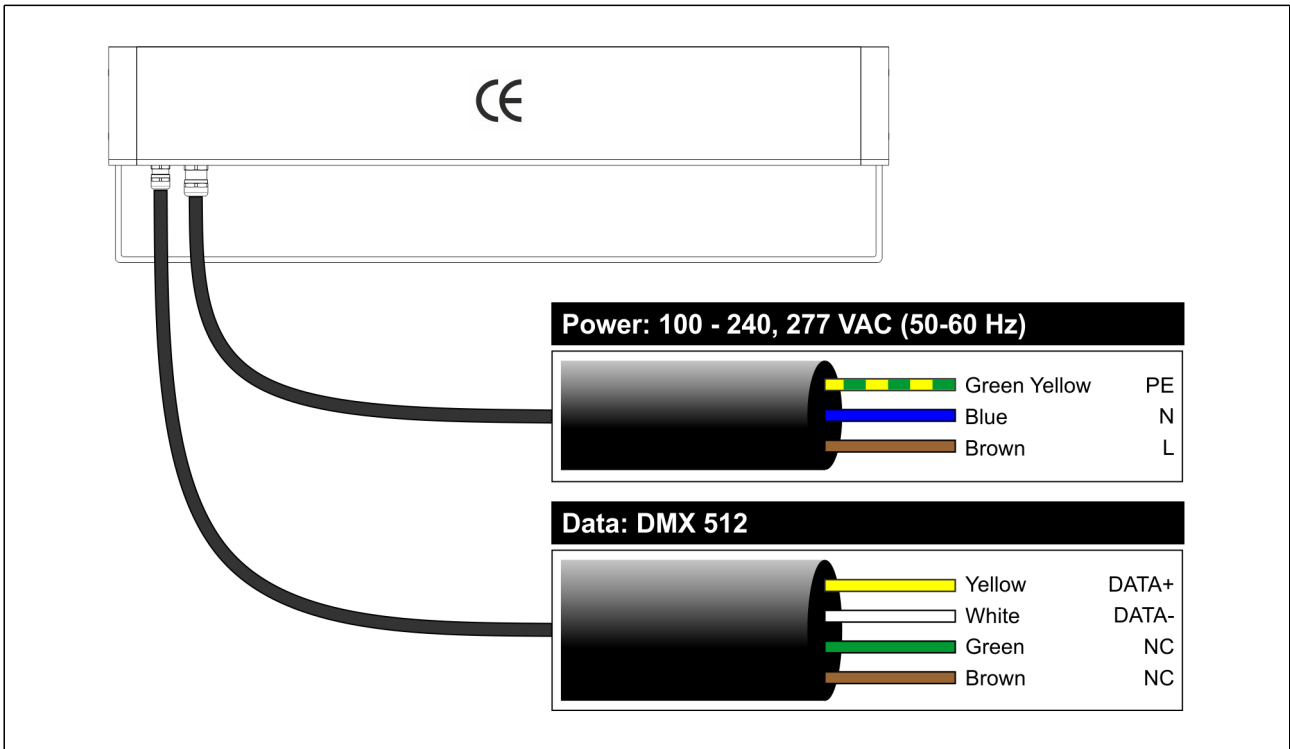 CE
Power: 100 - 240, 277 VAC (50-60 Hz)
Green Yellow PE
Blue N
Brown L
Data: DMX 512
Yellow DATA+
White DATA-
Green NC
Brown NC